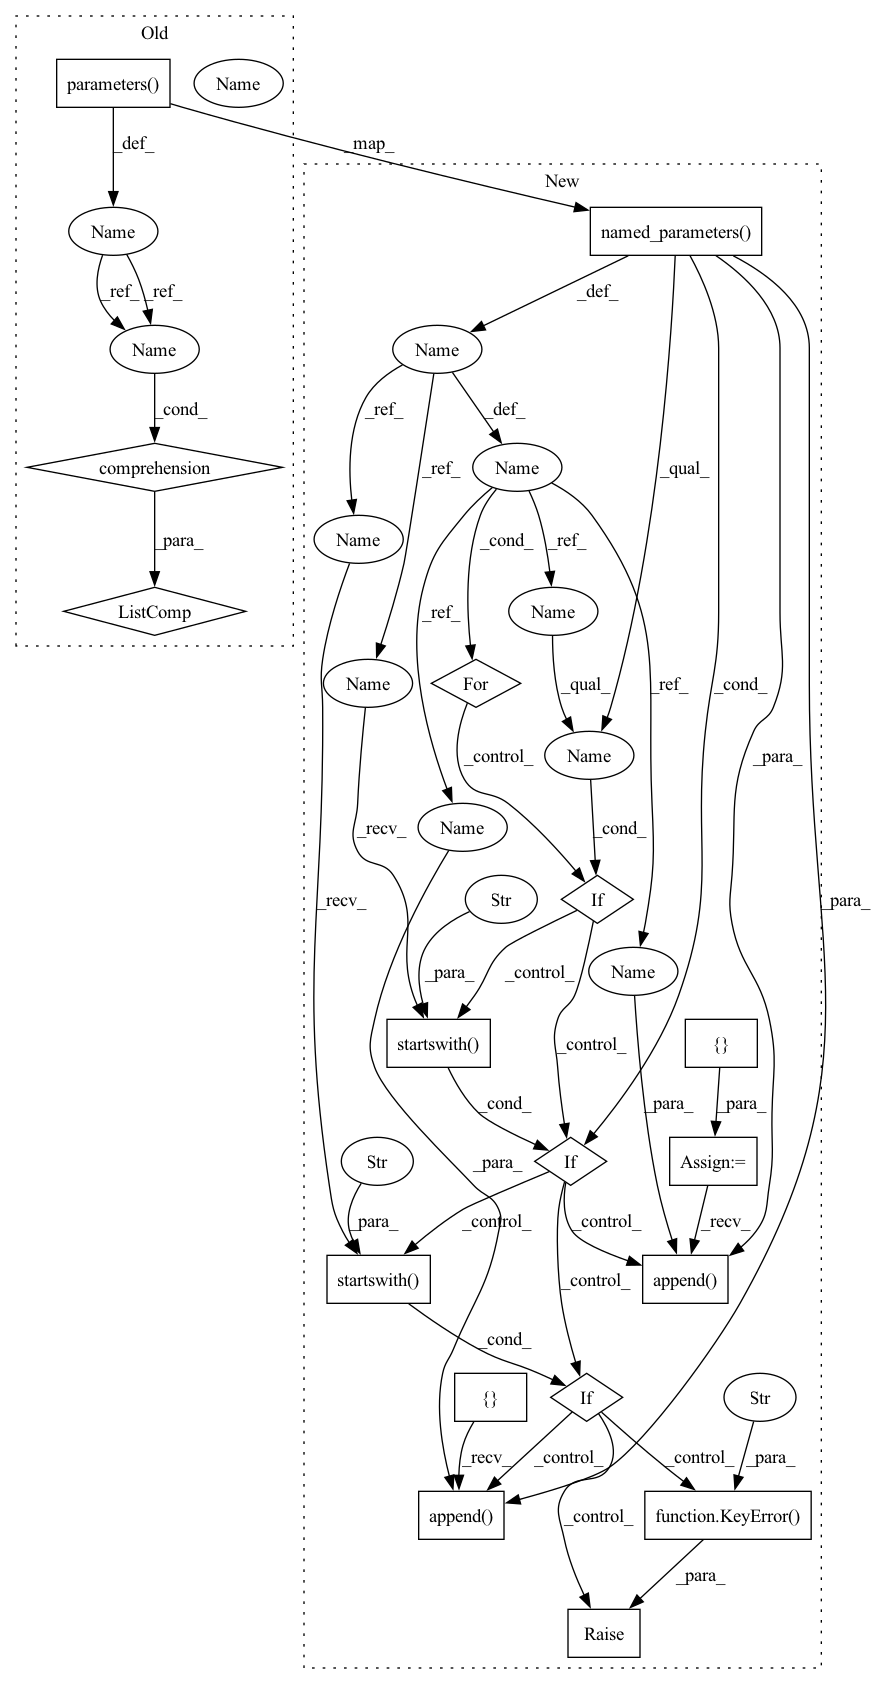 Old
parameters()
Name
_def_
_map_
New
Name
named_parameters()
_ref_ _ref_
_def_
Name
Name
_cond_
_ref_
_def_
comprehension
_ref_
Name
_qual_
_para_
_cond_
_ref_
Name
ListComp
_ref_
Name
_ref_
_cond_
Name
For
_qual_
_para_
_control_
Name
_recv_
Name
_cond_
_recv_
Str
If
_para_
_para_
_control_
Name
startswith()
_control_
{}
_cond_
_para_
_para_
Str
If
_para_
Assign:=
_para_
_control_
_control_
_recv_
startswith()
_control_
append()
_cond_
{}
If
Str
_recv_
_control_
_control_
_para_
append()
_control_
function.KeyError()
_para_
Raise